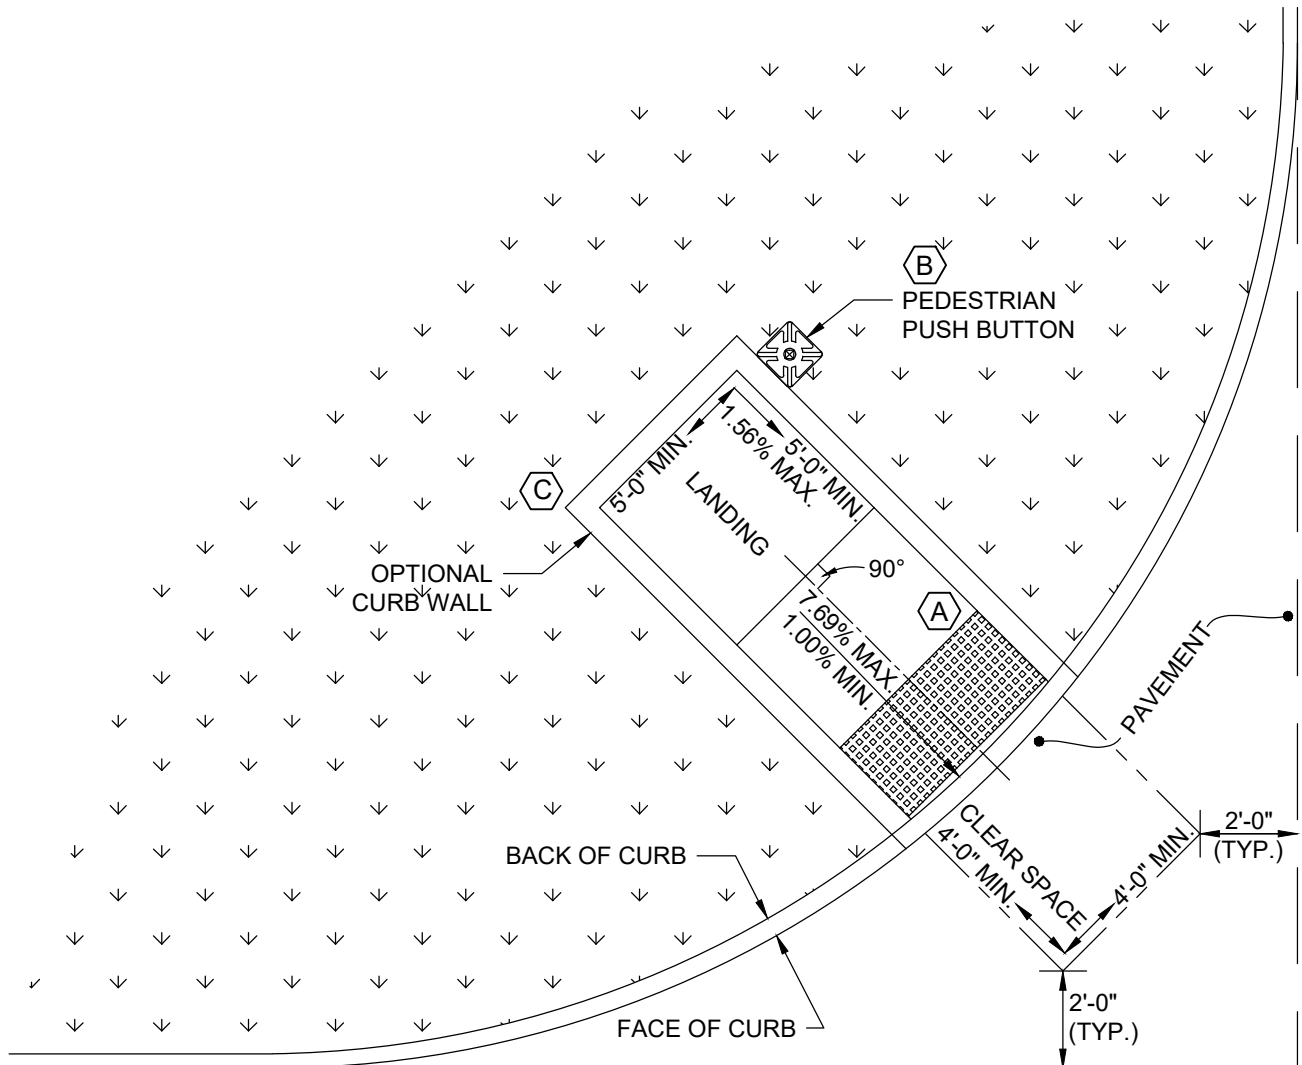 B
PEDESTRIAN
PUSH BUTTON
5'-0" MIN.
1.56% MAX.
5'-0" MIN.
LANDING
C
OPTIONAL
CURB WALL
90°
A
7.69% MAX.
1.00% MIN.
PAVEMENT
CLEAR SPACE
4'-0" MIN.
4'-0" MIN.
2'-0"
(TYP.)
BACK OF CURB
FACE OF CURB
2'-0"
(TYP.)